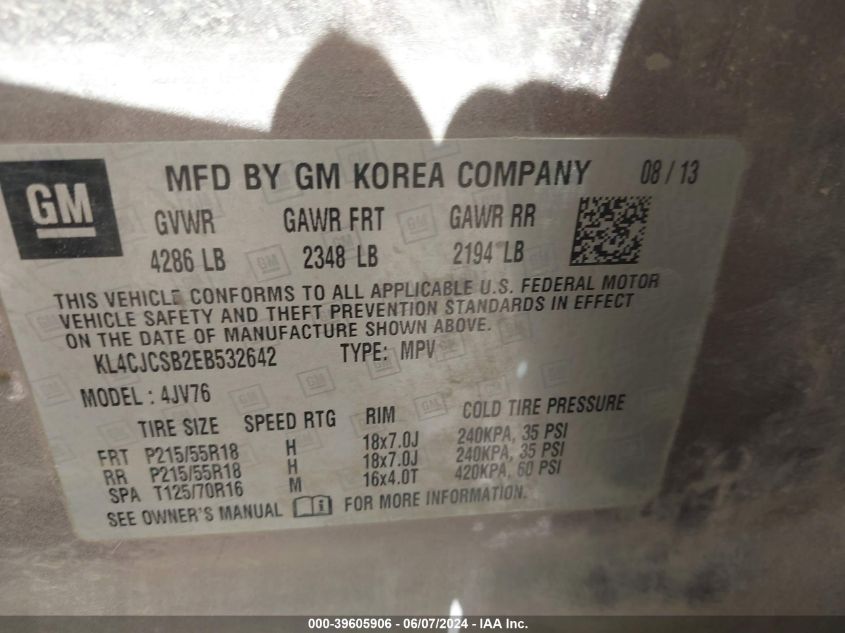 GM
MFD BY GM KOREA COMPANY 08 / 13
GVWR GAWR FRT GAWR RR
4286 LB 2348 LB 2194 LB
THIS VEHICLE CONFORMS TO ALL APPLICABLE U.S. FEDERAL MOTOR
VEHICLE SAFETY AND THEFT PREVENTION STANDARDS IN EFFECT
ON THE DATE OF MANUFACTURE SHOWN ABOVE.
KL4CJCSB2EB532642 TYPE: MPV
MODEL : 4JV76
TIRE SIZE SPEED RTG RIM COLD TIRE PRESSURE
FRT P215/55R18 H 18x7.0J 240KPA, 35 PSI
RR P215/55R18 H 18x7.0J 240KPA, 35 PSI
SPA T125/70R16 M 16x4.0T 420KPA, 60 PSI
SEE OWNER'S MANUAL i FOR MORE INFORMATION.
000-39605906 - 06/07/2024 - IAA Inc.